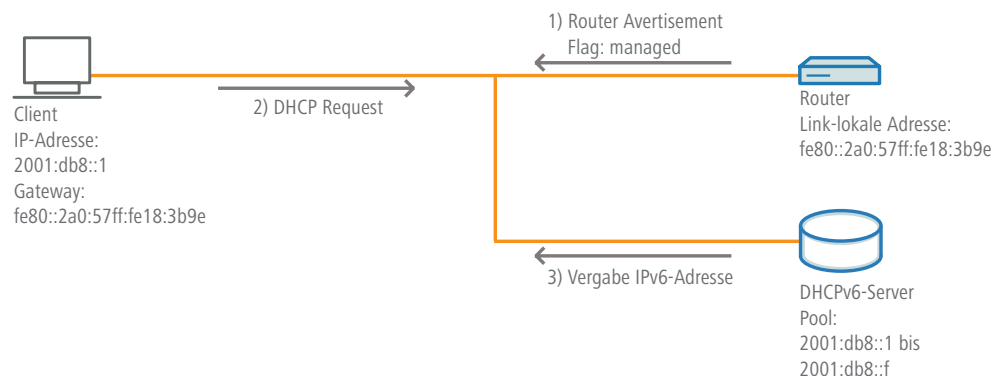 1) Router Avertisement
Flag: managed
2) DHCP Request
Client
IP-Adresse:
2001:db8::1
Gateway:
fe80::2a0:57ff:fe18:3b9e
Router
Link-lokale Adresse:
fe80::2a0:57ff:fe18:3b9e
3) Vergabe IPv6-Adresse
DHCPv6-Server
Pool:
2001:db8::1 bis
2001:db8::f